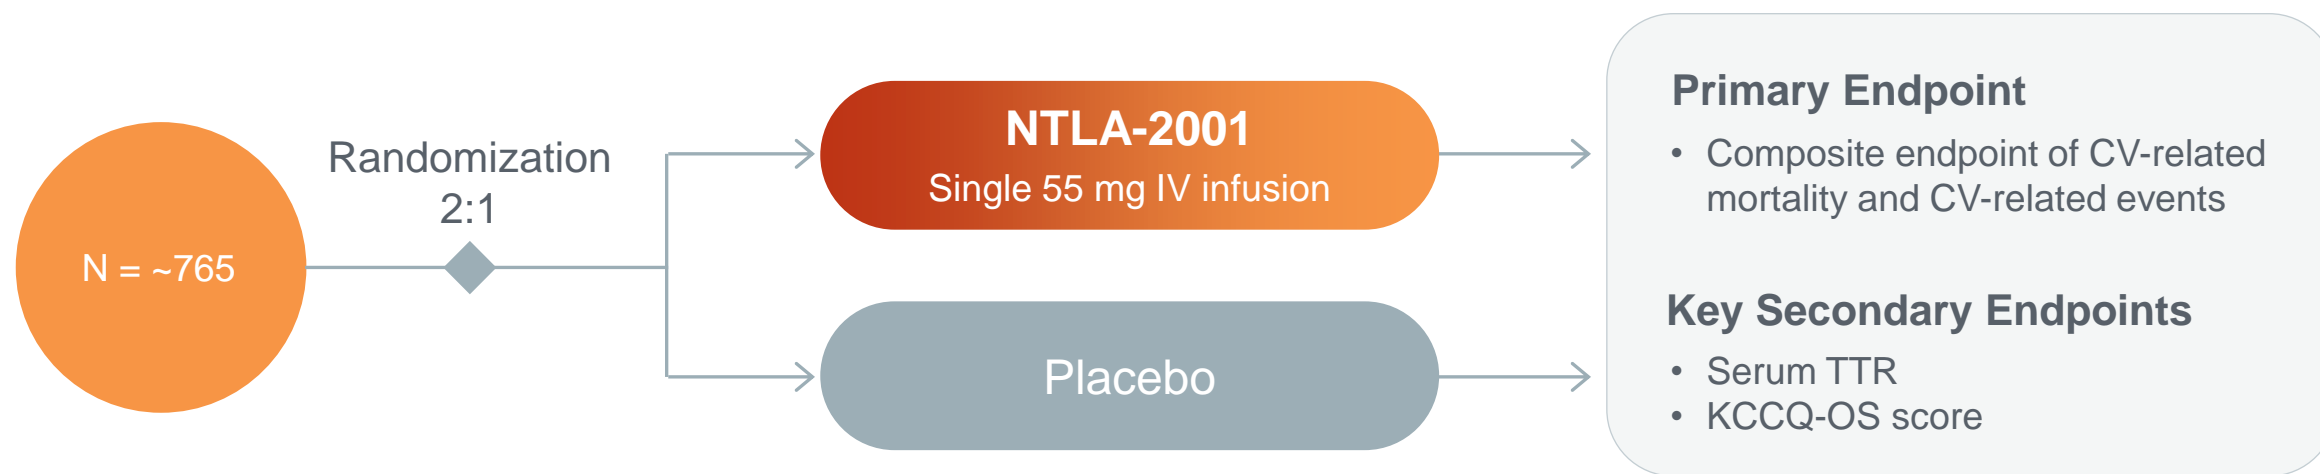 N = ~765
Randomization
2:1
NTLA-2001
Single 55 mg IV infusion
Placebo
Primary Endpoint
• Composite endpoint of CV-related
mortality and CV-related events
Key Secondary Endpoints
• Serum TTR
• KCCQ-OS score